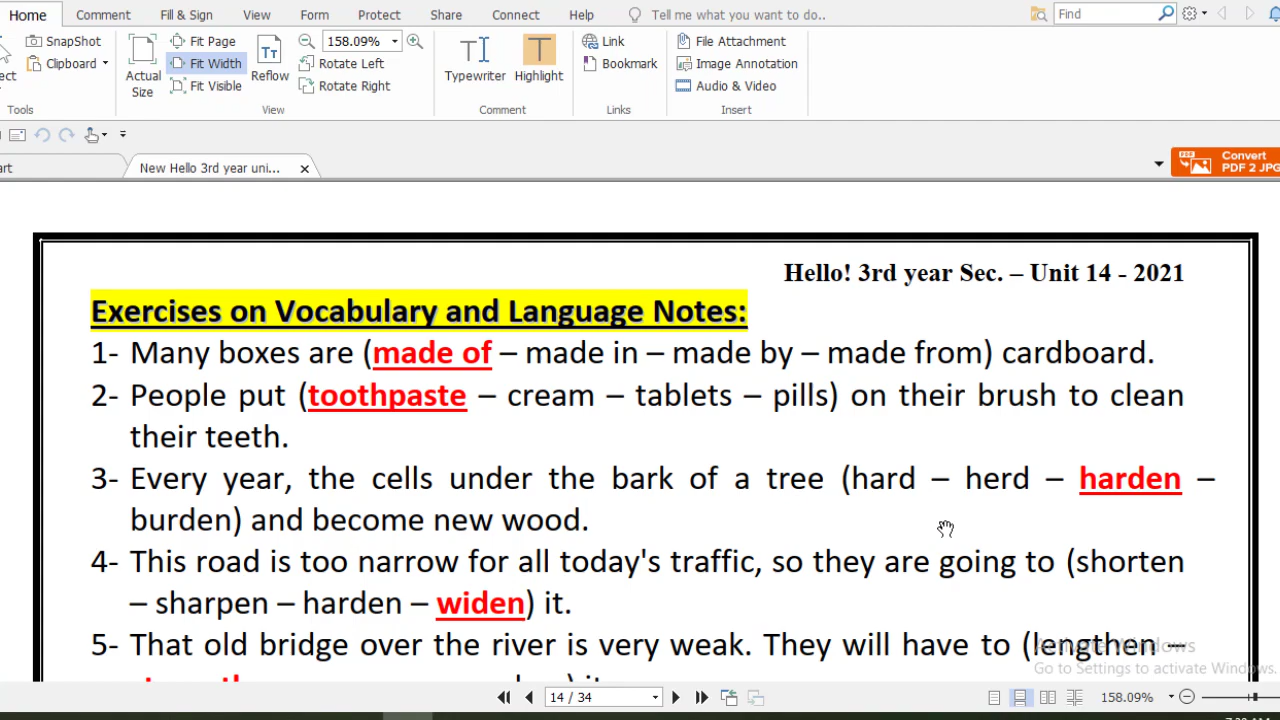 Home Comment Fill & Sign View Form Protect Share Connect Help Tell me what you want to do.. Find
SnapShot Fit Page 158.09% Link File Attachment
Clipboard Actual Size Fit Width Reflow Rotate Left Typewriter Highlight Bookmark Image Annotation
Fit Visible Rotate Right Audio & Video
Tools View Comment Links Insert
New Hello 3rd year uni... Convert
PDF 2 JPG
Hello! 3rd year Sec. – Unit 14 - 2021
Exercises on Vocabulary and Language Notes:
1- Many boxes are (made of – made in – made by – made from) cardboard.
2- People put (toothpaste – cream – tablets – pills) on their brush to clean
their teeth.
3- Every year, the cells under the bark of a tree (hard – herd – harden –
burden) and become new wood.
4- This road is too narrow for all today's traffic, so they are going to (shorten
– sharpen – harden – widen) it.
5- That old bridge over the river is very weak. They will have to (lengthen –
Activate Windows
Go to Settings to activate Windows.
14 / 34 158.09%